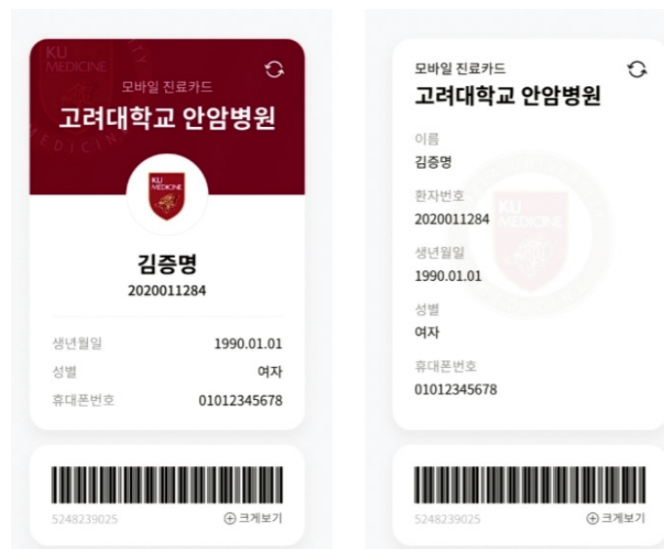 KU
MEDICINE
모바일 진료카드
고려대학교 안암병원
KU
MEDICINE
김증명
2020011284
생년월일 1990.01.01
성별 여자
휴대폰번호 01012345678
5248239025 크게보기
모바일 진료카드
고려대학교 안암병원
이름
김증명
환자번호
2020011284
KU
MEDICINE
생년월일
1990.01.01
성별
여자
휴대폰번호
01012345678
5248239025 크게보기